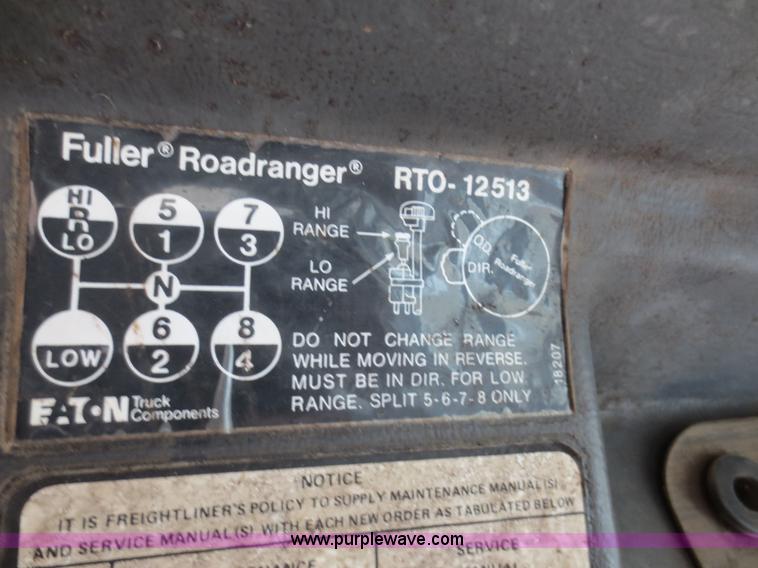 Fuller® Roadranger® RTO-12513
HI
R
LO
5
1
7
3
N
LOW
6
2
8
4
HI
RANGE
LO
RANGE
O.D.
DIR.
Fuller
Roadranger
DO NOT CHANGE RANGE
WHILE MOVING IN REVERSE.
MUST BE IN DIR. FOR LOW
RANGE. SPLIT 5-6-7-8 ONLY
18207
EATON Truck
Components
NOTICE
IT IS FREIGHTLINER'S POLICY TO SUPPLY MAINTENANCE MANUAL(S)
AND SERVICE MANUAL(S) WITH EACH NEW ORDER AS TABULATED BELOW
www.purplewave.com
SERVICE